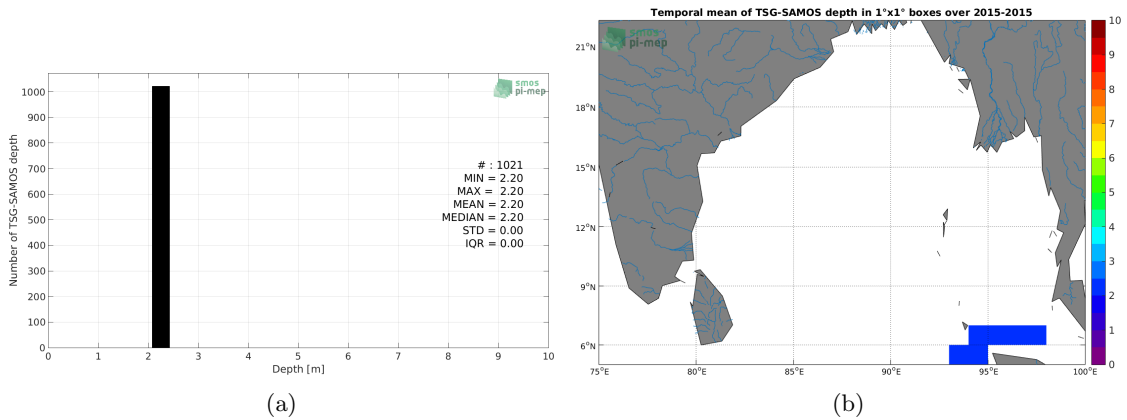 Temporal mean of TSG-SAMOS depth in 1°x1° boxes over 2015-2015
smos
pi-mep
1000
900
800
700
600
500
400
300
200
100
0
Number of TSG-SAMOS depth
# : 1021
MIN = 2.20
MAX = 2.20
MEAN = 2.20
MEDIAN = 2.20
STD = 0.00
IQR = 0.00
0 1 2 3 4 5 6 7 8 9 10
Depth [m]
(a)
smos
pi-mep
21°N
18°N
15°N
12°N
9°N
6°N
75°E 80°E 85°E 90°E 95°E 100°E
10
9
8
7
6
5
4
3
2
1
0
(b)